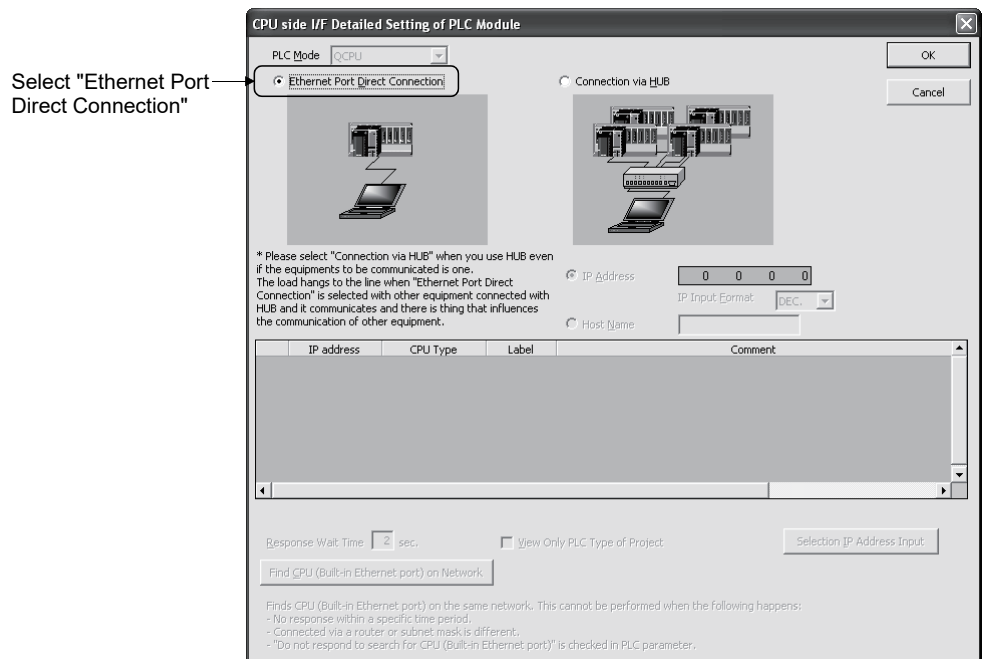 CPU side I/F Detailed Setting of PLC Module
PLC Mode QCPU
OK
Select "Ethernet Port
Direct Connection"
Ethernet Port Direct Connection
Connection via HUB
Cancel
* Please select "Connection via HUB" when you use HUB even
if the equipments to be communicated is one.
The load hangs to the line when "Ethernet Port Direct
Connection" is selected with other equipment connected with
HUB and it communicates and there is thing that influences
the communication of other equipment.
IP Address 0 0 0 0
IP Input Format DEC.
Host Name
IP address CPU Type Label Comment
Response Wait Time 2 sec.
View Only PLC Type of Project
Selection IP Address Input
Find CPU (Built-in Ethernet port) on Network
Finds CPU (Built-in Ethernet port) on the same network. This cannot be performed when the following happens:
- No response within a specific time period.
- Connected via a router or subnet mask is different.
- "Do not respond to search for CPU (Built-in Ethernet port)" is checked in PLC parameter.